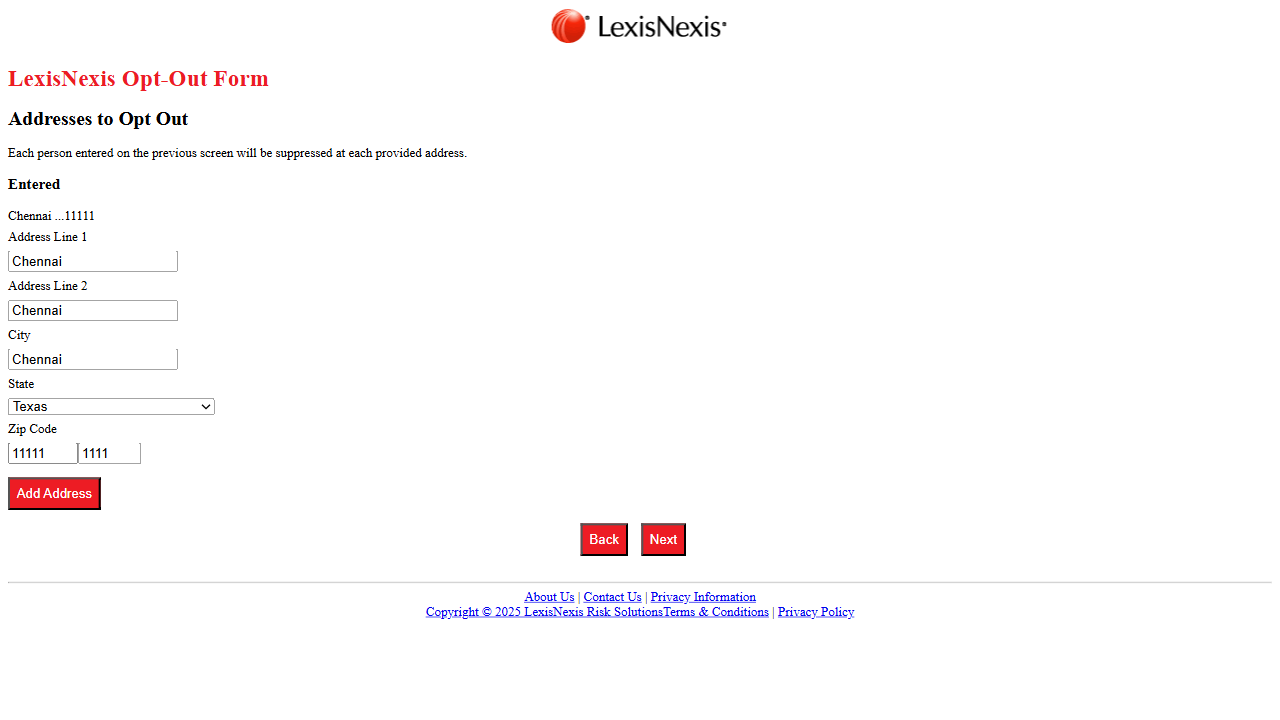 LexisNexis
LexisNexis Opt-Out Form
Addresses to Opt Out
Each person entered on the previous screen will be suppressed at each provided address.
Entered
Chennai ...11111
Address Line 1
Chennai
Address Line 2
Chennai
City
Chennai
State
Texas
Zip Code
11111 1111
Add Address
Back Next
About Us | Contact Us | Privacy Information
Copyright © 2025 LexisNexis Risk SolutionsTerms & Conditions | Privacy Policy